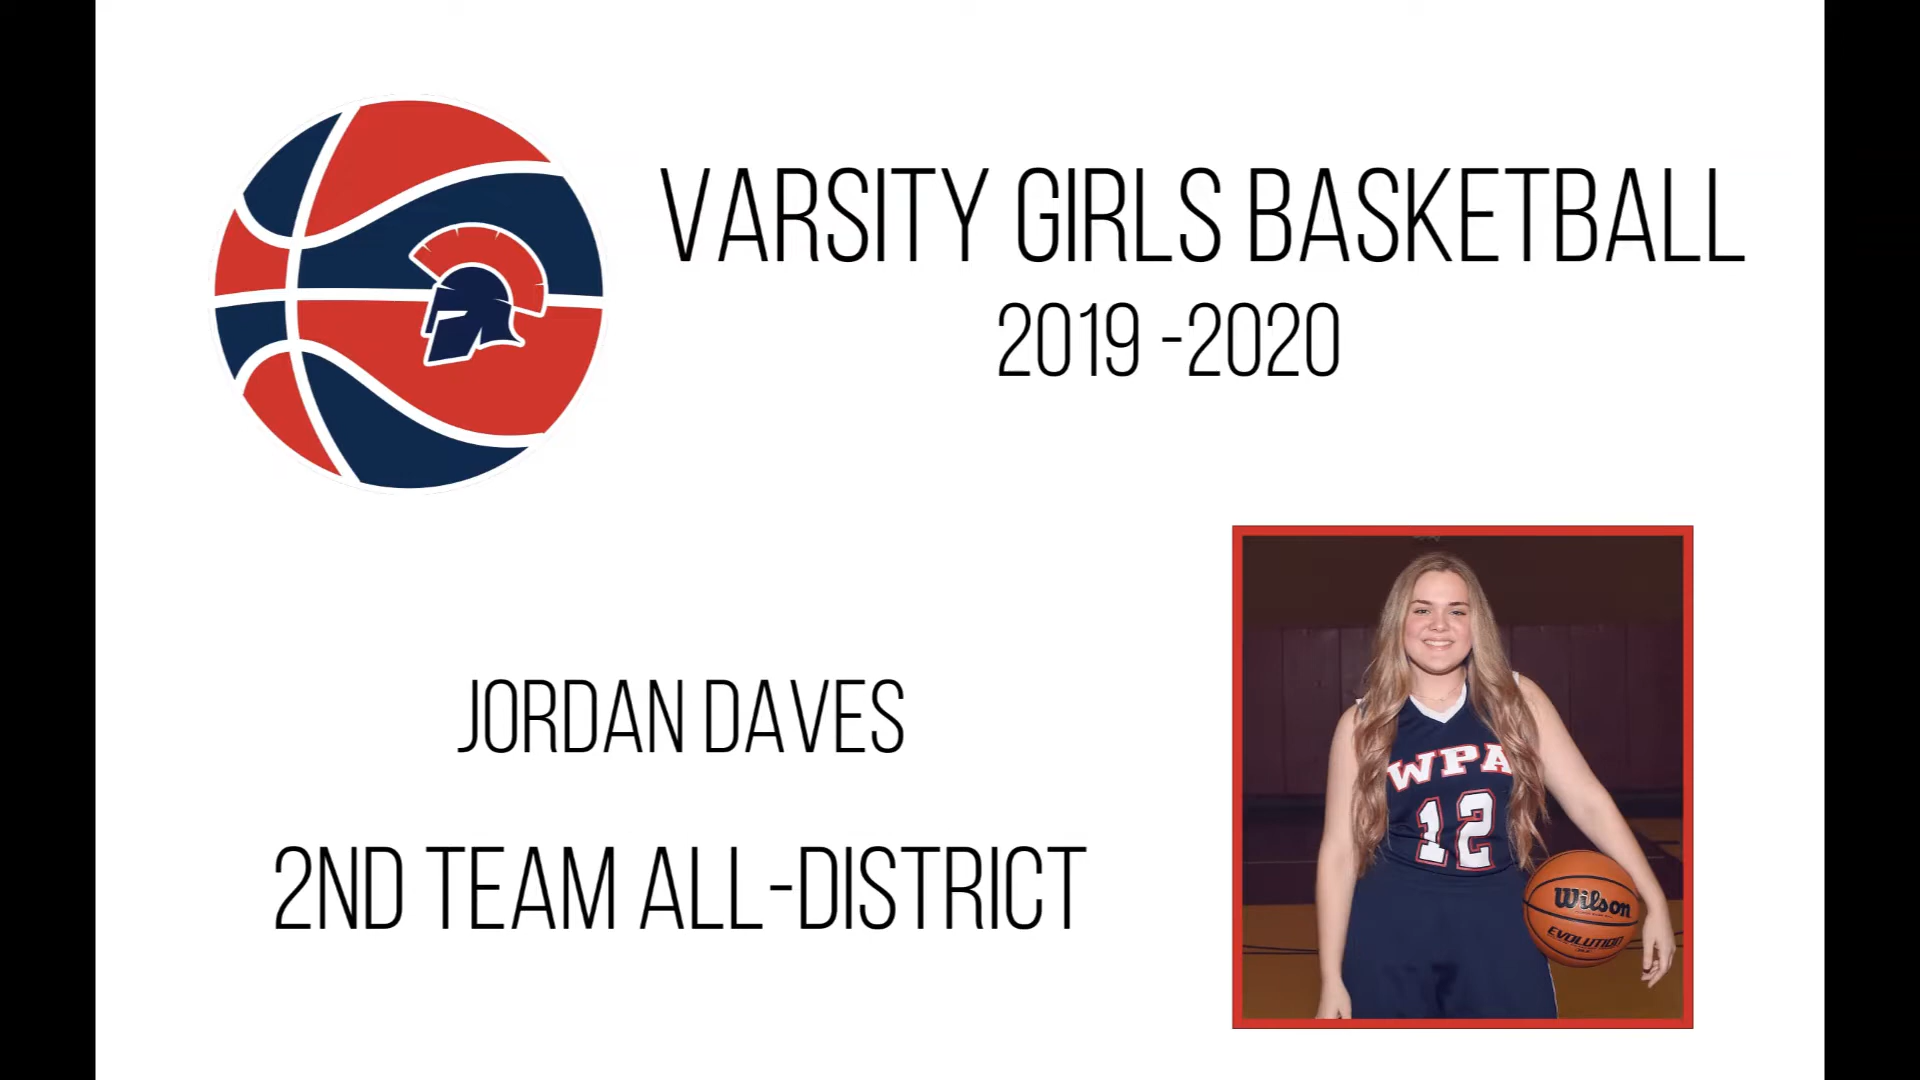 VARSITY GIRLS BASKETBALL
2019 -2020
JORDAN DAVES
2ND TEAM ALL-DISTRICT
WPA
12
Wilson
EVOLUTION